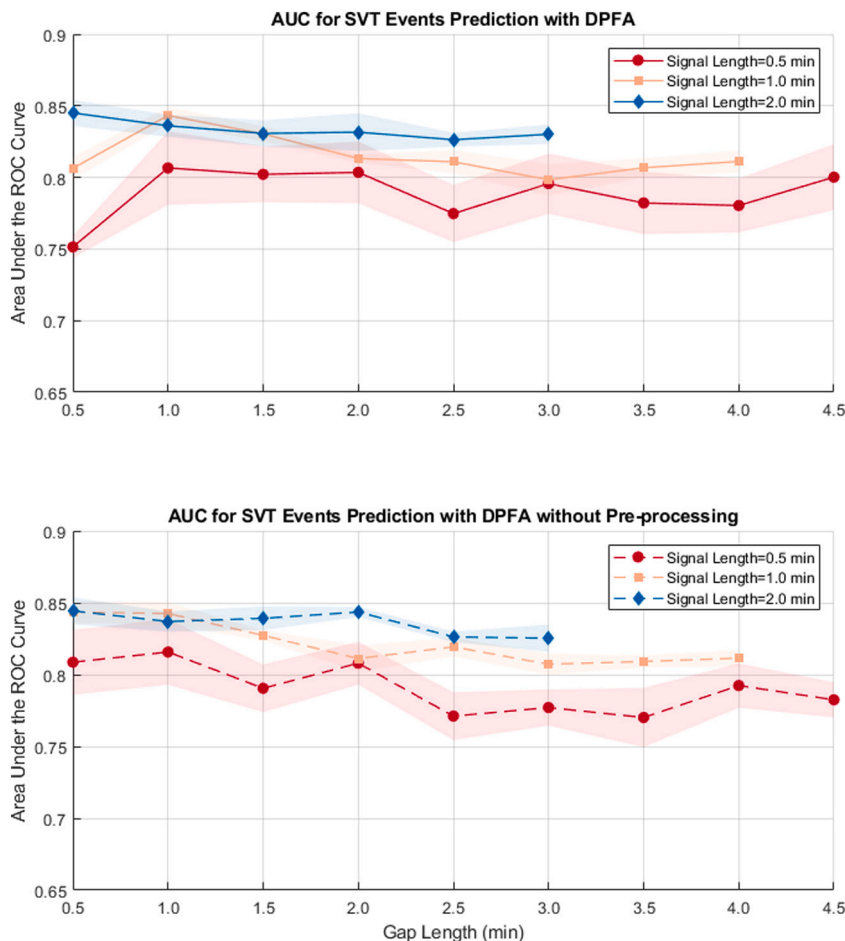 AUC for SVT Events Prediction with DPFA
0.9
0.85
0.8
0.75
0.7
0.65
Area Under the ROC Curve
Signal Length=0.5 min
Signal Length=1.0 min
Signal Length=2.0 min
0.5 1.0 1.5 2.0 2.5 3.0 3.5 4.0 4.5
AUC for SVT Events Prediction with DPFA without Pre-processing
0.9
0.85
0.8
0.75
0.7
0.65
Area Under the ROC Curve
Signal Length=0.5 min
Signal Length=1.0 min
Signal Length=2.0 min
0.5 1.0 1.5 2.0 2.5 3.0 3.5 4.0 4.5
Gap Length (min)